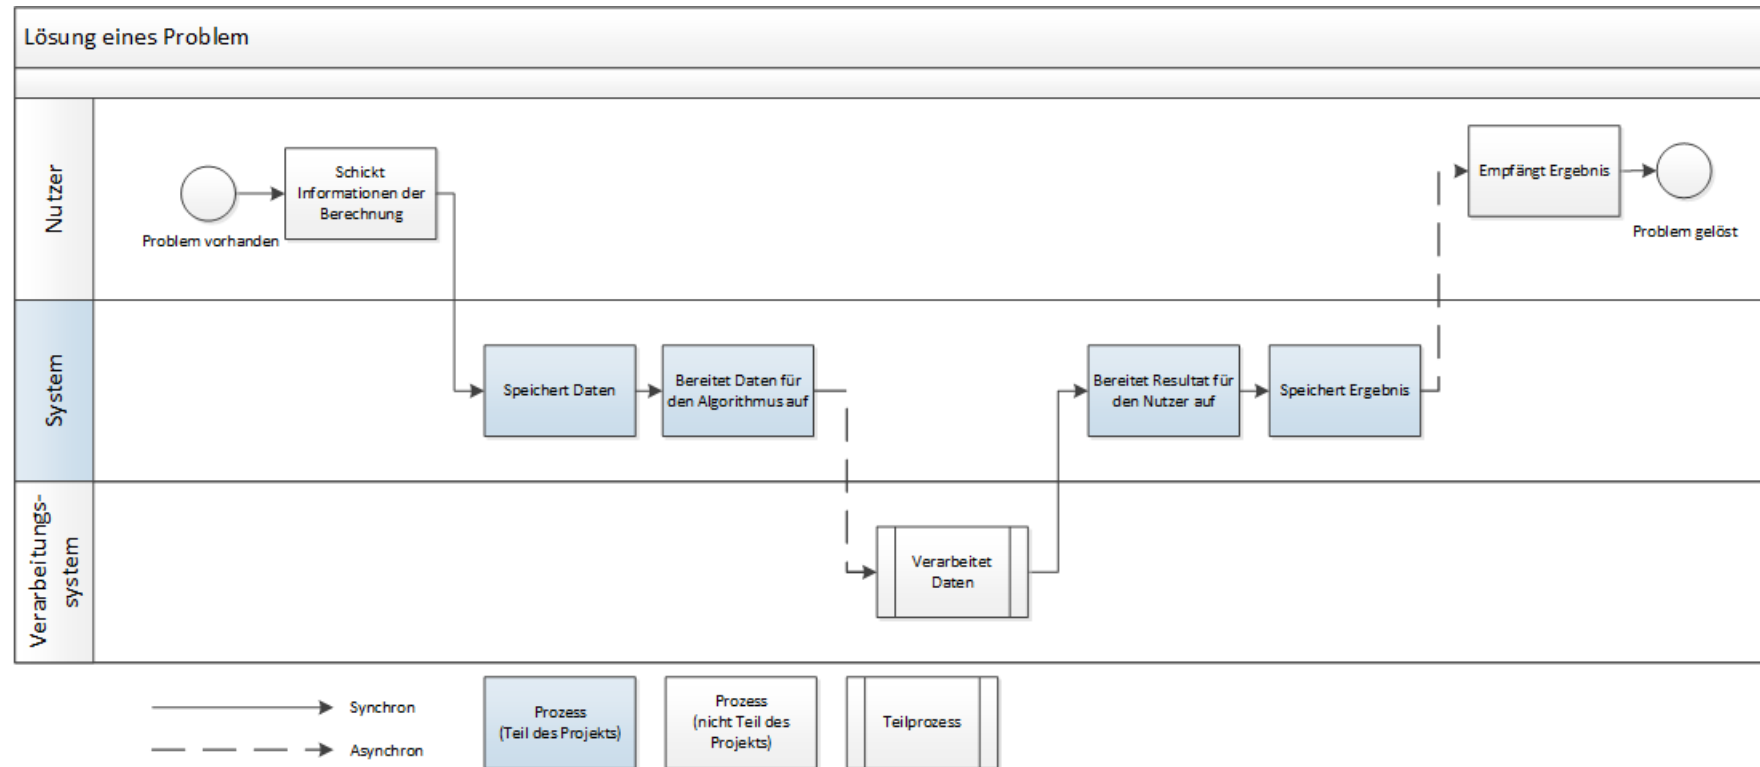 Lösung eines Problem
Nutzer
Problem vorhanden
Schickt
Informationen der
Berechnung
Empfängt Ergebnis
Problem gelöst
System
Speichert Daten
Bereitet Daten für
den Algorithmus auf
Bereitet Resultat für
den Nutzer auf
Speichert Ergebnis
Verarbeitungs-
system
Verarbeitet
Daten
Synchron
Asynchron
Prozess
(Teil des Projekts)
Prozess
(nicht Teil des
Projekts)
Teilprozess